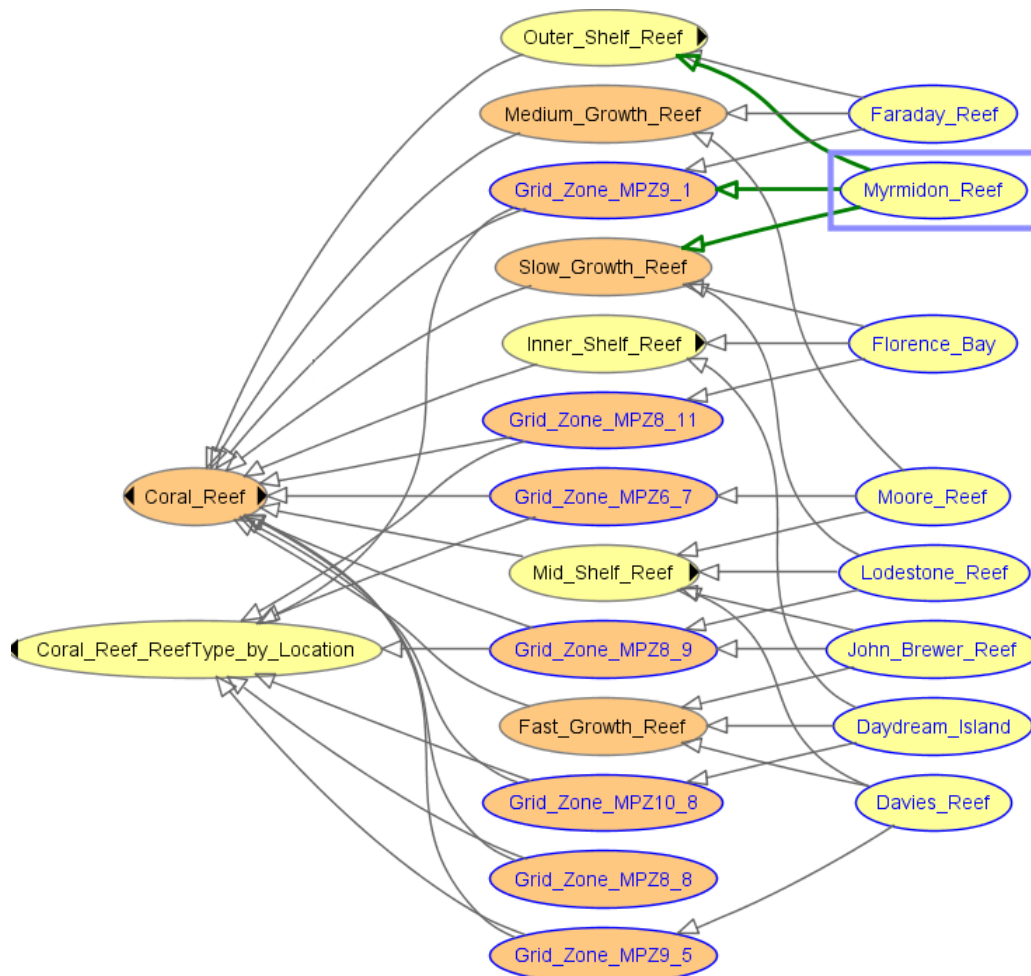 Outer_Shelf_Reef
Medium_Growth_Reef
Faraday_Reef
Grid_Zone_MPZ9_1
Myrmidon_Reef
Slow_Growth_Reef
Inner_Shelf_Reef
Florence_Bay
Grid_Zone_MPZ8_11
Coral_Reef
Grid_Zone_MPZ6_7
Moore_Reef
Mid_Shelf_Reef
Lodestone_Reef
Coral_Reef_ReefType_by_Location
Grid_Zone_MPZ8_9
John_Brewer_Reef
Fast_Growth_Reef
Daydream_Island
Grid_Zone_MPZ10_8
Davies_Reef
Grid_Zone_MPZ8_8
Grid_Zone_MPZ9_5